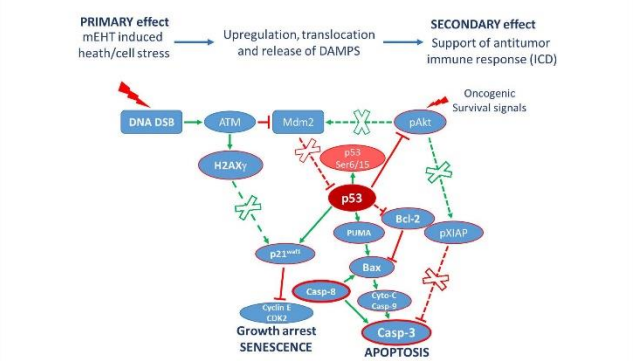 PRIMARY effect
mEHT induced
heath/cell stress
Upregulation, translocation
and release of DAMPS
SECONDARY effect
Support of antitumor
immune response (ICD)
Oncogenic
Survival signals
DNA DSB
ATM
Mdm2
pAkt
H2AXγ
p53
Ser6/15
p53
Bcl-2
PUMA
pXIAP
p21waf1
Bax
Casp-8
Cyto-C
Casp-9
Cyclin E
CDK2
Casp-3
Growth arrest
SENESCENCE
APOPTOSIS